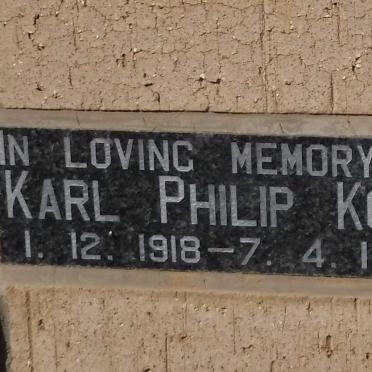 IN LOVING MEMORY
KARL PHILIP
1. 12. 1918 – 7. 4.